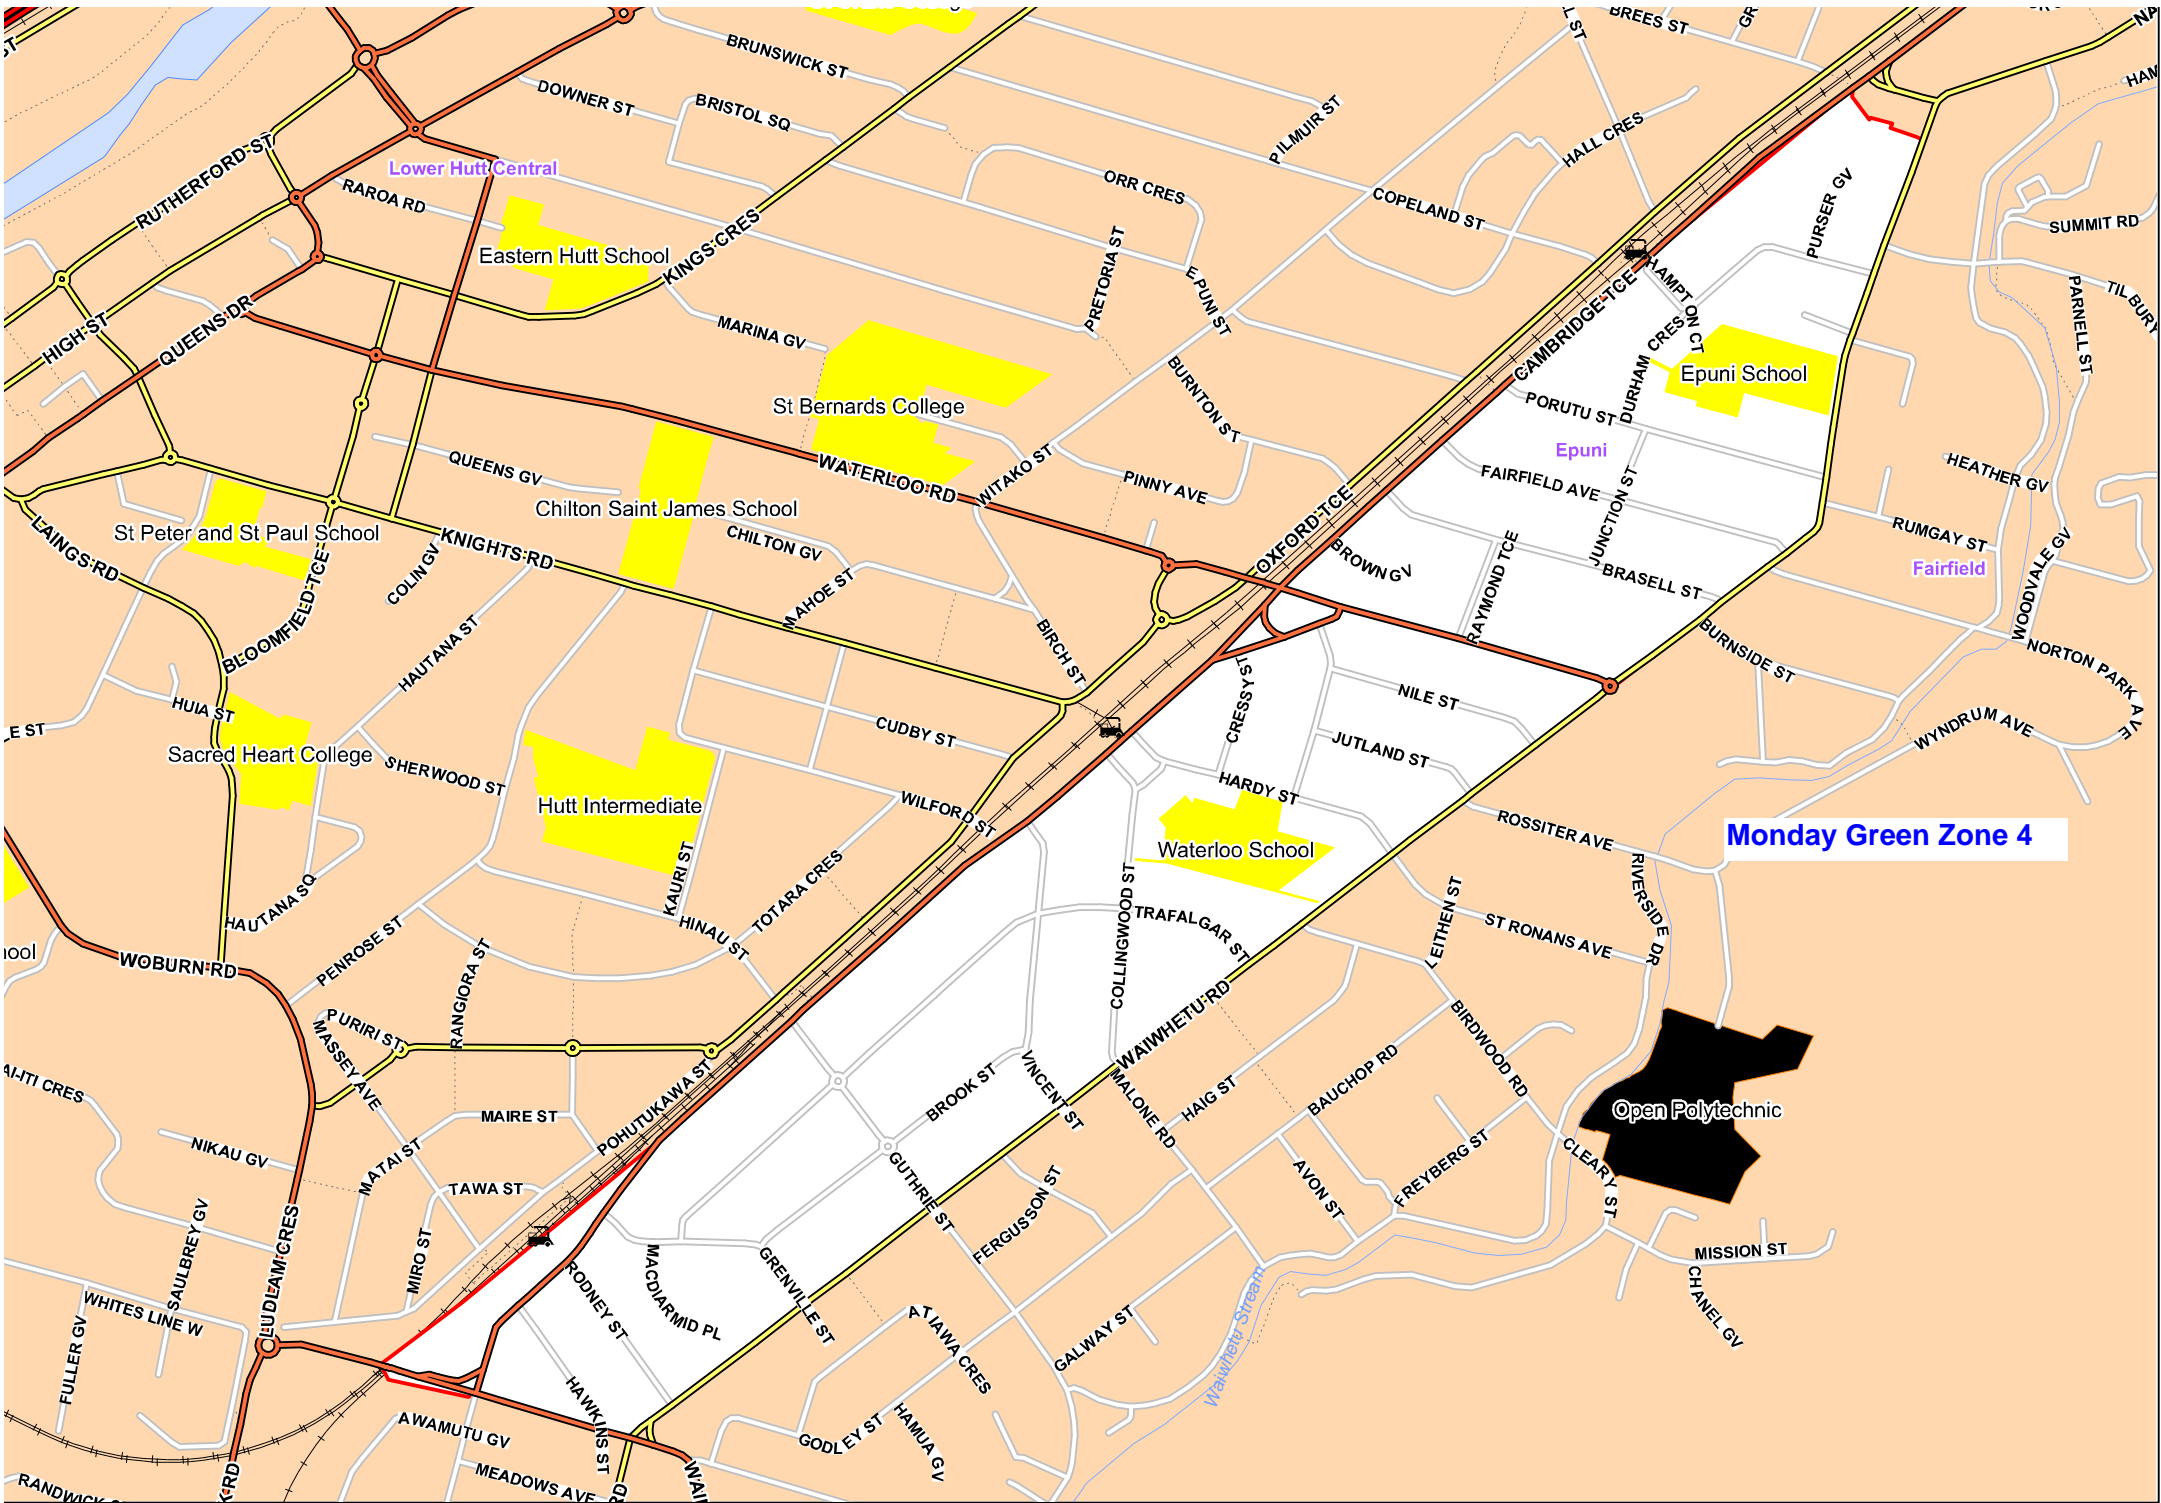 BREES ST
BRUNSWICK ST
DOWNER ST
BRISTOL SQ
PILMUIR ST
HALL CRES
RUTHERFORD ST
Lower Hutt Central
RAROA RD
ORR CRES
COPELAND ST
PURSER GV
SUMMIT RD
Eastern Hutt School
KINGS CRES
PRETORIA ST
EPUNI ST
HAMPTON CT
PARNELL ST
TILBURY
HIGH ST
QUEENS DR
MARINA GV
CAMBRIDGE TCE
DURHAM CRES
Epuni School
St Bernards College
BURNTON ST
PORUTU ST
Epuni
QUEENS GV
WATERLOO RD
WITAKO ST
PINNY AVE
FAIRFIELD AVE
HEATHER GV
Chilton Saint James School
OXFORD TCE
JUNCTION ST
RUMGAY ST
St Peter and St Paul School
LAINGS RD
KNIGHTS RD
CHILTON GV
BROWN GV
RAYMOND TCE
BRASELL ST
Fairfield
WOODVALE GV
COLIN GV
BLOOMFIELD TCE
MAHOE ST
BIRCH ST
BURNSIDE ST
NORTON PARK AVE
HAUTANA ST
HUIA ST
CRESSY ST
NILE ST
E ST
CUDBY ST
JUTLAND ST
WYNDRUM AVE
Sacred Heart College
SHERWOOD ST
Hutt Intermediate
WILFORD ST
HARDY ST
ROSSITER AVE
Monday Green Zone 4
Waterloo School
KAURI ST
TOTARA CRES
COLLINGWOOD ST
RIVERSIDE DR
HAUTANA SQ
HINAU ST
TRAFALGAR ST
LEITHEN ST
ST RONANS AVE
WOBURN RD
PENROSE ST
RANGIORA ST
WAIWHETU RD
PURIRI ST
MASSEY AVE
BIRDWOOD RD
AI-ITI CRES
POHUTUKAWA ST
BROOK ST
VINCENT ST
MALONE RD
HAIG ST
BAUCHOP RD
Open Polytechnic
MAIRE ST
NIKAU GV
MATAI ST
TAWA ST
GUTHRIE ST
FERGUSSON ST
AVON ST
FREYBERG ST
CLEARY ST
SAULBREY GV
LUDLAM CRES
MIRO ST
RODNEY ST
MACDIARMID PL
GRENVILLE ST
MISSION ST
CHANEL GV
Waiwhetu Stream
WHITES LINE W
FULLER GV
ATIAWA CRES
GALWAY ST
HAWKINS ST
AWAMUTU GV
GODLEY ST
HAMUA GV
MEADOWS AVE
RANDWICK
K RD
RD
WAI